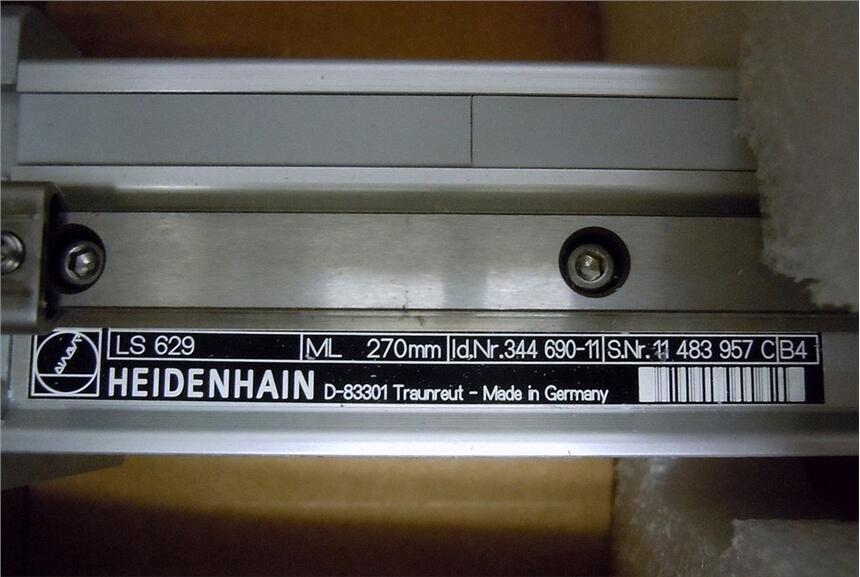 LS 629 ML 270mm Id.Nr.344 690-11 S.Nr. 11 483 957 C B4
HEIDENHAIN D-83301 Traunreut - Made in Germany